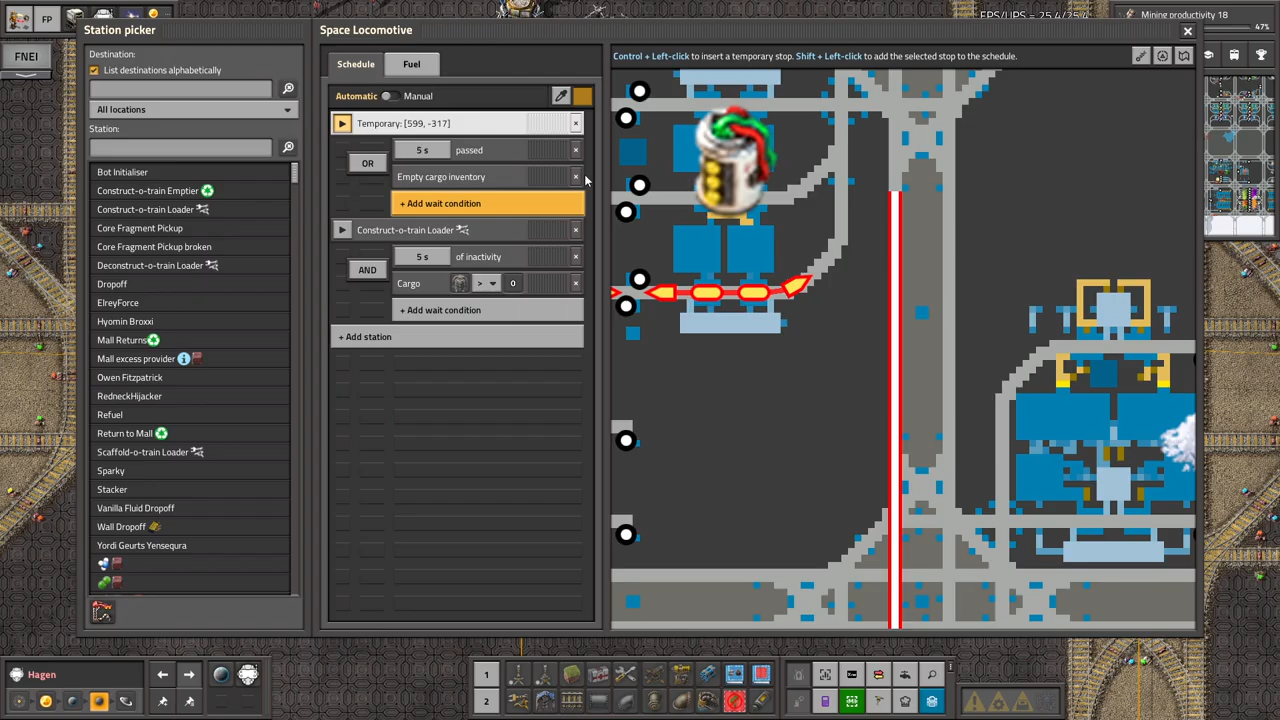 FP
EPS/UPS = 25.4/25.4
Mining productivity 18
47%
FNEI
Station picker
Destination:
List destinations alphabetically
All locations
Station:
Bot Initialiser
Construct-o-train Emptier
Construct-o-train Loader
Core Fragment Pickup
Core Fragment Pickup broken
Deconstruct-o-train Loader
Dropoff
ElreyForce
Hyomin Broxxi
Mall Returns
Mall excess provider
Owen Fitzpatrick
RedneckHijacker
Refuel
Return to Mall
Scaffold-o-train Loader
Sparky
Stacker
Vanilla Fluid Dropoff
Wall Dropoff
Yordi Geurts Yensequra
Space Locomotive
Schedule
Fuel
Automatic
Manual
Temporary: [599, -317]
5 s passed
OR
Empty cargo inventory
+ Add wait condition
Construct-o-train Loader
5 s of inactivity
AND
Cargo > 0
+ Add wait condition
+ Add station
Control + Left-click to insert a temporary stop. Shift + Left-click to add the selected stop to the schedule.
Hagen
1
2